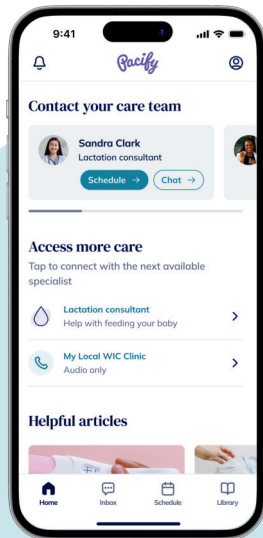 9:41
Pacify
Contact your care team
Sandra Clark
Lactation consultant
Schedule →
Chat →
Access more care
Tap to connect with the next available
specialist
Lactation consultant
Help with feeding your baby
My Local WIC Clinic
Audio only
Helpful articles
Home
Inbox
Schedule
Library